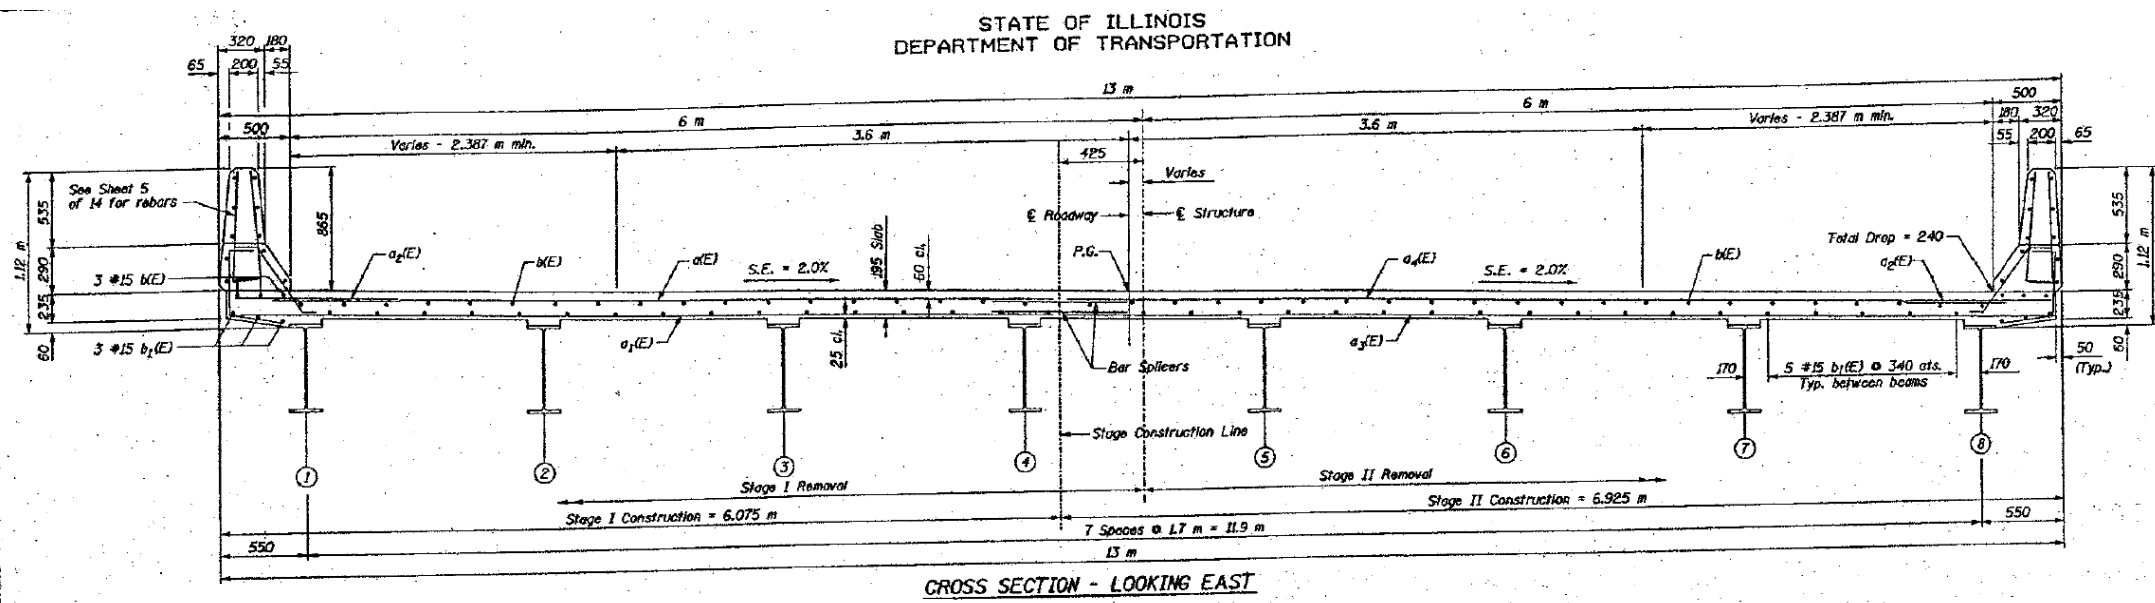 STATE OF ILLINOIS
DEPARTMENT OF TRANSPORTATION
320 180
65 200 55
13 m
500
6 m 6 m
500 180 320
Varies - 2.387 m min. 3.6 m 3.6 m Varies - 2.387 m min.
55 200 65
425
Varies
See Sheet 5
of 14 for rebars
℄ Roadway
℄ Structure
1.12 m
535
290
235
60
865
3 #15 b(E)
3 #15 b1(E)
a2(E)
b(E)
a(E)
S.E. = 2.0%
195 Slab
60 cl.
P.G.
a4(E)
S.E. = 2.0%
b(E)
Total Drop = 240
a2(E)
535
290
235
60
1.12 m
a1(E)
25 cl.
Bar Splicers
a3(E)
170
5 #15 b1(E) @ 340 cts.
Typ. between beams
170
50
(Typ.)
Stage Construction Line
1 2 3 4 5 6 7 8
Stage I Removal
Stage II Removal
Stage I Construction = 6.075 m
Stage II Construction = 6.925 m
550
7 Spaces @ 1.7 m = 11.9 m
550
13 m
CROSS SECTION - LOOKING EAST